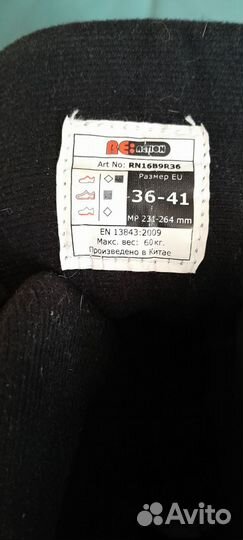 RE:ACTION
Art No: RN16B9R36
Размер EU
36-41
MP 231-264 mm
EN 13843:2009
Макс. вес: 60кг.
Произведено в Китае
Avito